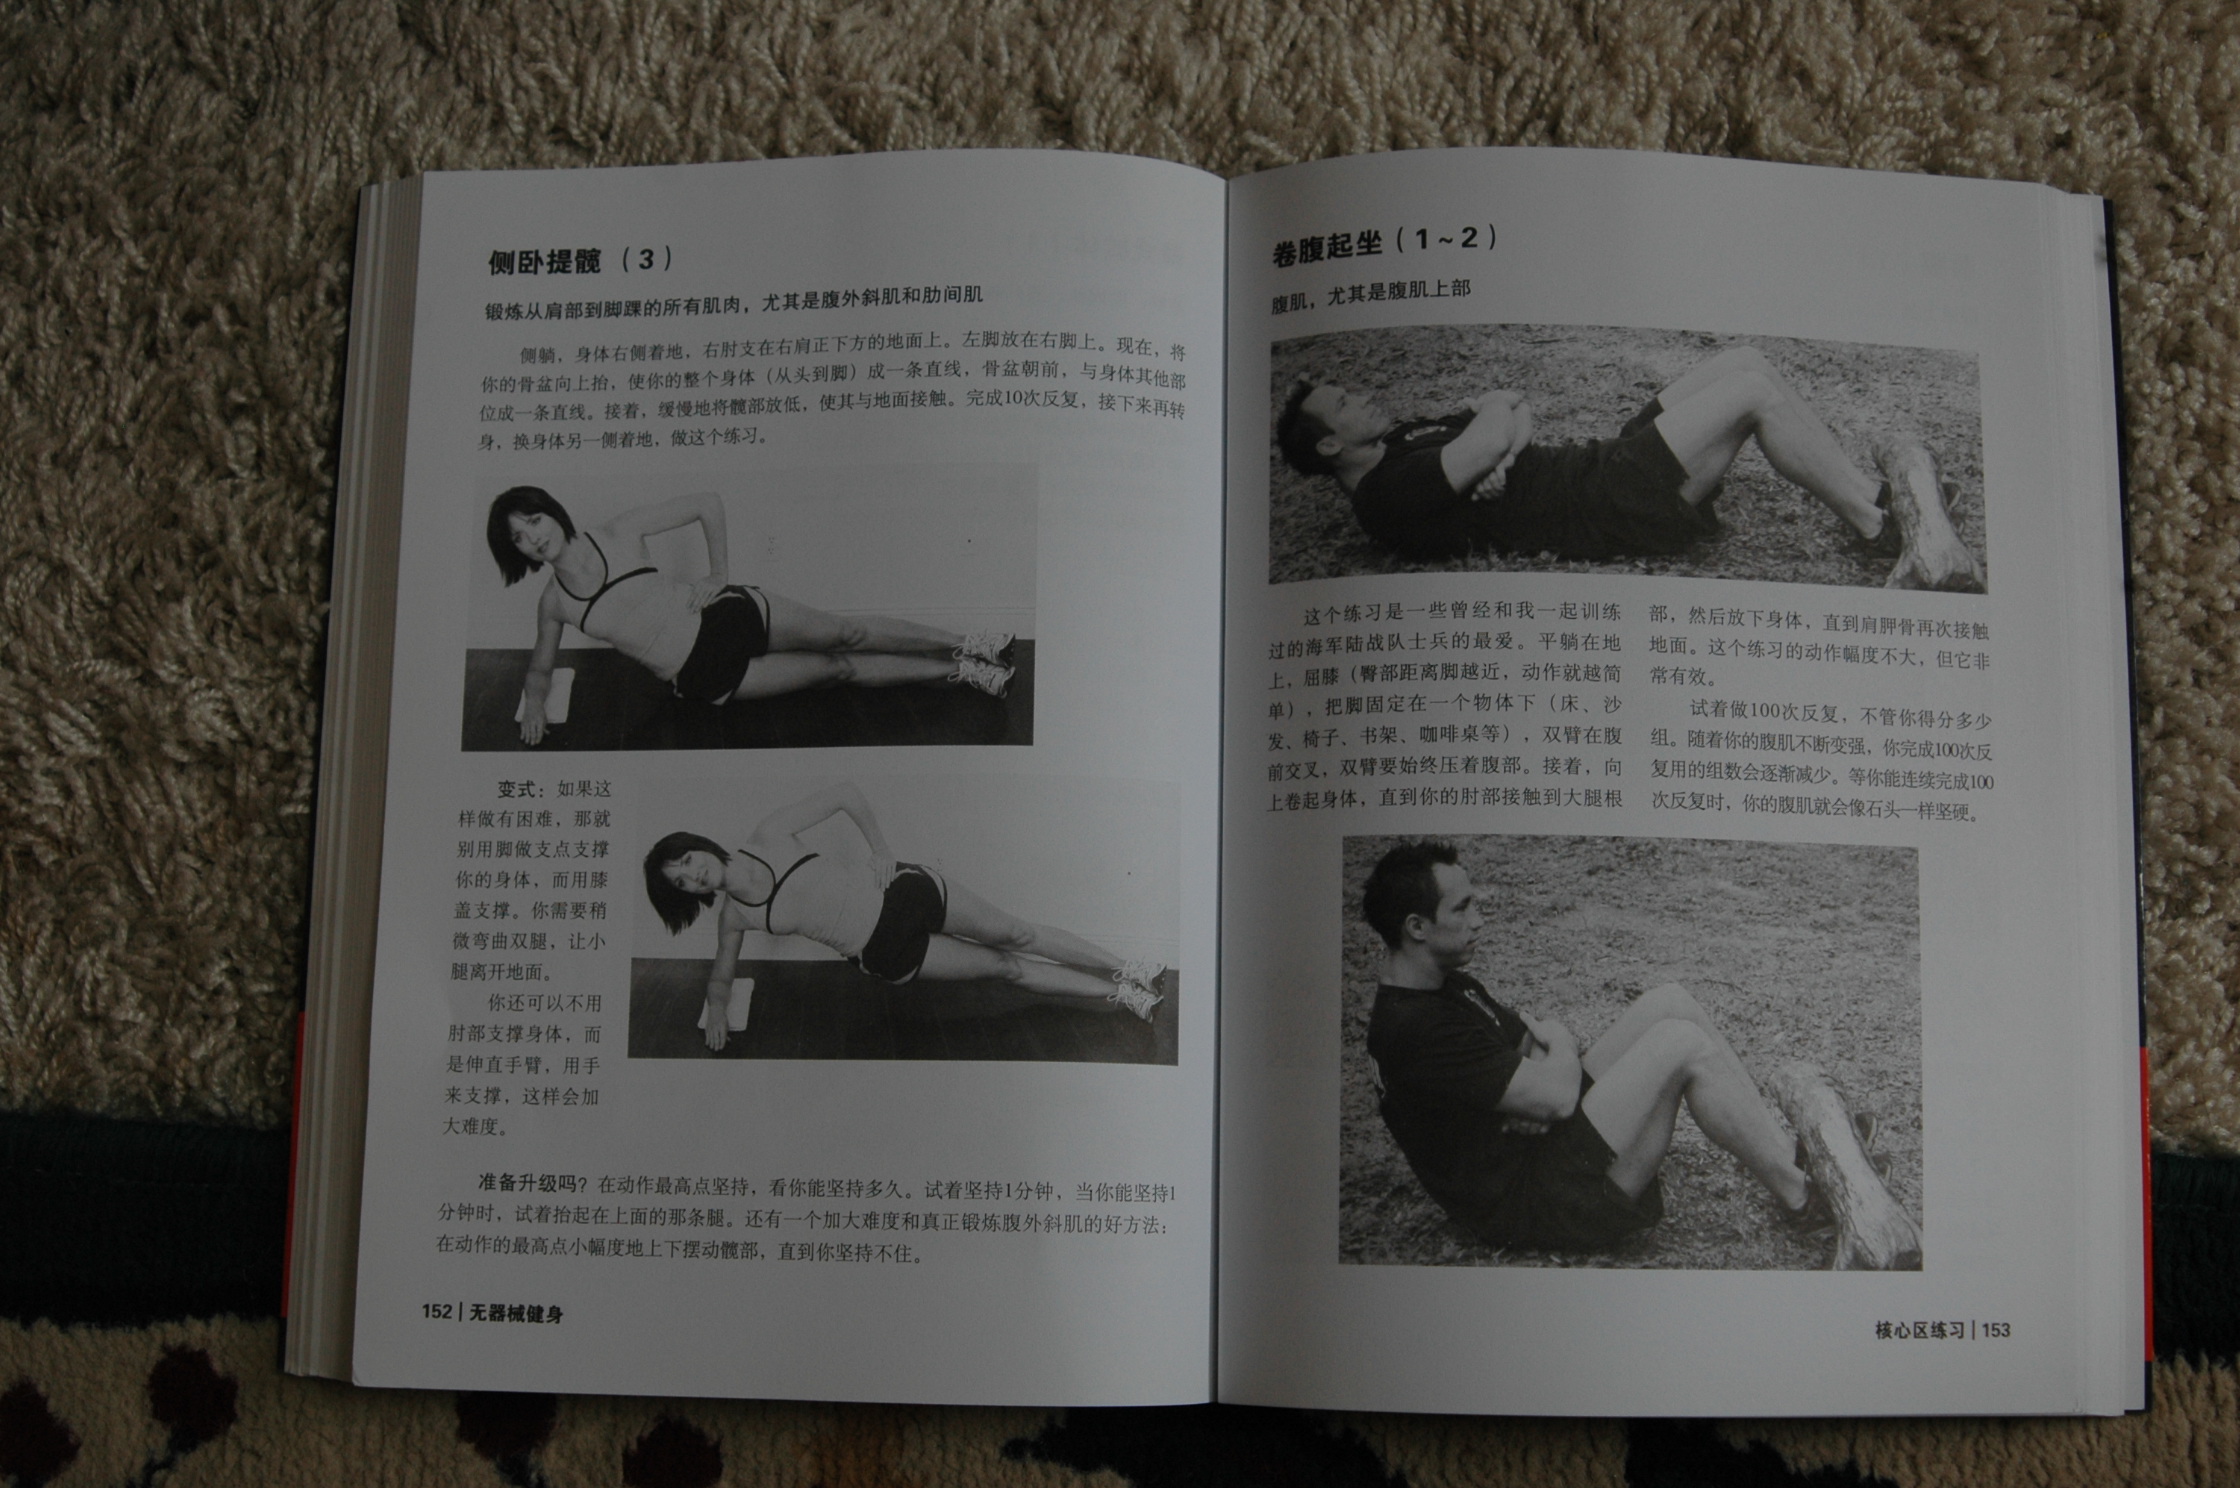 侧卧提髋（3）
锻炼从肩部到脚踝的所有肌肉，尤其是腹外斜肌和肋间肌
侧躺，身体右侧着地，右肘支在右肩正下方的地面上。左脚放在右脚上。现在，将
你的骨盆向上抬，使你的整个身体（从头到脚）成一条直线，骨盆朝前，与身体其他部
位成一条直线。接着，缓慢地将髋部放低，使其与地面接触。完成10次反复，接下来再转
身，换身体另一侧着地，做这个练习。
变式：如果这
样做有困难，那就
别用脚做支点支撑
你的身体，而用膝
盖支撑。你需要稍
微弯曲双腿，让小
腿离开地面。
你还可以不用
肘部支撑身体，而
是伸直手臂，用手
来支撑，这样会加
大难度。
准备升级吗？在动作最高点坚持，看你能坚持多久。试着坚持1分钟，当你能坚持1
分钟时，试着抬起在上面的那条腿。还有一个加大难度和真正锻炼腹外斜肌的好方法：
在动作的最高点小幅度地上下摆动髋部，直到你坚持不住。
152 | 无器械健身
卷腹起坐（1~2）
腹肌，尤其是腹肌上部
这个练习是一些曾经和我一起训练
过的海军陆战队士兵的最爱。平躺在地
上，屈膝（臀部距离脚越近，动作就越简
单），把脚固定在一个物体下（床、沙
发、椅子、书架、咖啡桌等），双臂在腹
前交叉，双臂要始终压着腹部。接着，向
上卷起身体，直到你的肘部接触到大腿根
部，然后放下身体，直到肩胛骨再次接触
地面。这个练习的动作幅度不大，但它非
常有效。
试着做100次反复，不管你得分多少
组。随着你的腹肌不断变强，你完成100次反
复用的组数会逐渐减少。等你能连续完成100
次反复时，你的腹肌就会像石头一样坚硬。
核心区练习 | 153